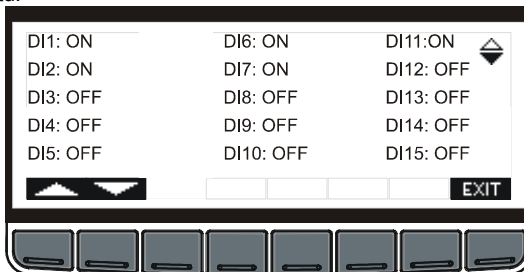 DI1: ON
DI2: ON
DI3: OFF
DI4: OFF
DI5: OFF
DI6: ON
DI7: ON
DI8: OFF
DI9: OFF
DI10: OFF
DI11:ON
DI12: OFF
DI13: OFF
DI14: OFF
DI15: OFF
EXIT